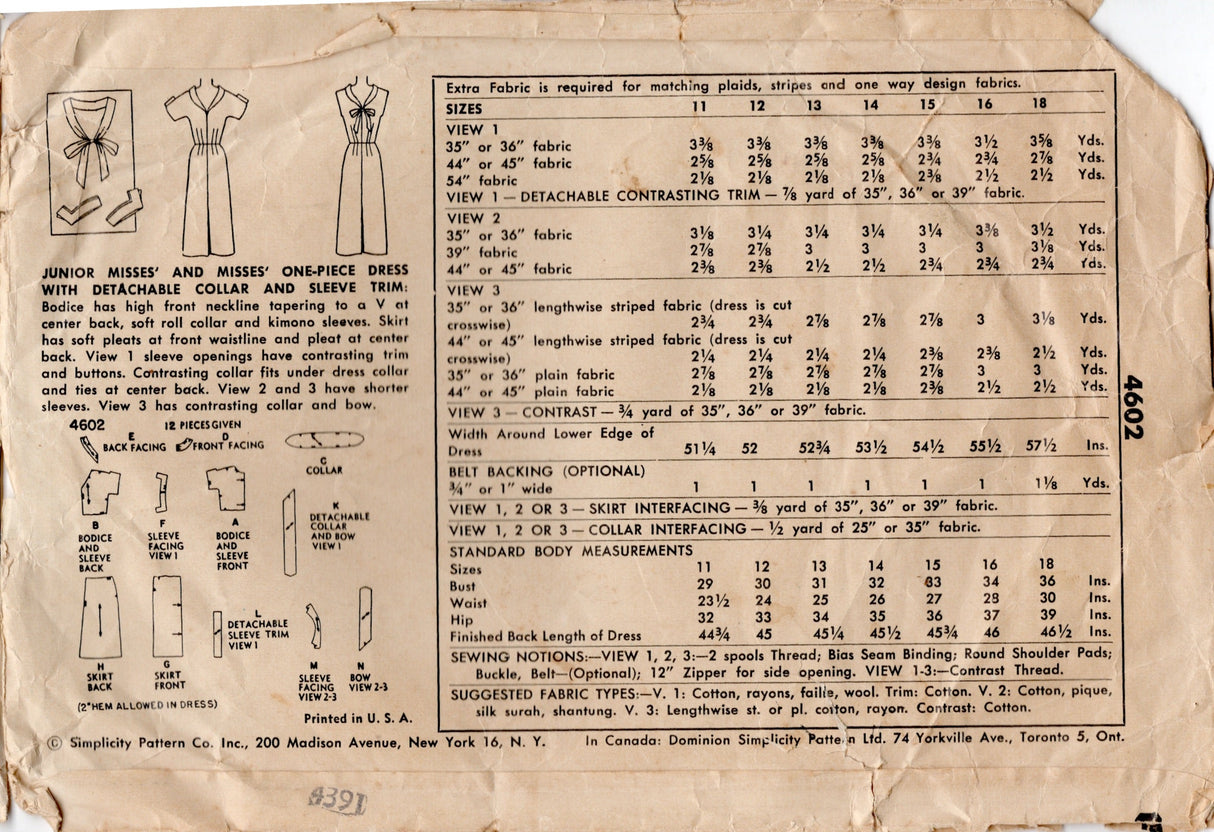 JUNIOR MISSES' AND MISSES' ONE-PIECE DRESS
WITH DETACHABLE COLLAR AND SLEEVE TRIM:
Bodice has high front neckline tapering to a V at
center back, soft roll collar and kimono sleeves. Skirt
has soft pleats at front waistline and pleat at center
back. View 1 sleeve openings have contrasting trim
and buttons. Contrasting collar fits under dress collar
and ties at center back. View 2 and 3 have shorter
sleeves. View 3 has contrasting collar and bow.
4602 12 PIECES GIVEN
E
BACK FACING
D
FRONT FACING
C
COLLAR
B
BODICE
AND
SLEEVE
BACK
F
SLEEVE
FACING
VIEW 1
A
BODICE
AND
SLEEVE
FRONT
K
DETACHABLE
COLLAR
AND BOW
VIEW 1
H
SKIRT
BACK
G
SKIRT
FRONT
L
DETACHABLE
SLEEVE TRIM
VIEW 1
M
SLEEVE
FACING
VIEW 2-3
N
BOW
VIEW 2-3
(2" HEM ALLOWED IN DRESS)
Printed in U. S. A.
Extra Fabric is required for matching plaids, stripes and one way design fabrics.
SIZES 11 12 13 14 15 16 18
VIEW 1
35" or 36" fabric 3⅜ 3⅜ 3⅜ 3⅜ 3⅜ 3½ 3⅝ Yds.
44" or 45" fabric 2⅝ 2⅝ 2⅝ 2⅝ 2¾ 2¾ 2⅞ Yds.
54" fabric 2⅛ 2⅛ 2⅛ 2⅛ 2⅜ 2½ 2½ Yds.
VIEW 1 — DETACHABLE CONTRASTING TRIM — ⅞ yard of 35", 36" or 39" fabric.
VIEW 2
35" or 36" fabric 3⅛ 3¼ 3¼ 3¼ 3¼ 3⅜ 3½ Yds.
39" fabric 2⅞ 2⅞ 3 3 3 3 3⅛ Yds.
44" or 45" fabric 2⅜ 2⅜ 2½ 2½ 2¾ 2¾ 2¾ Yds.
VIEW 3
35" or 36" lengthwise striped fabric (dress is cut
crosswise) 2¾ 2¾ 2⅞ 2⅞ 2⅞ 3 3⅛ Yds.
44" or 45" lengthwise striped fabric (dress is cut
crosswise) 2¼ 2¼ 2¼ 2¼ 2⅜ 2⅜ 2½ Yds.
35" or 36" plain fabric 2⅞ 2⅞ 2⅞ 2⅞ 2⅞ 3 3 Yds.
44" or 45" plain fabric 2⅛ 2⅛ 2⅛ 2⅛ 2⅜ 2½ 2½ Yds.
VIEW 3 — CONTRAST — ¾ yard of 35", 36" or 39" fabric.
Width Around Lower Edge of
Dress 51¼ 52 52¾ 53½ 54½ 55½ 57½ Ins.
BELT BACKING (OPTIONAL)
¾" or 1" wide 1 1 1 1 1 1 1⅛ Yds.
VIEW 1, 2 OR 3 — SKIRT INTERFACING — ⅜ yard of 35", 36" or 39" fabric.
VIEW 1, 2 OR 3 — COLLAR INTERFACING — ½ yard of 25" or 35" fabric.
STANDARD BODY MEASUREMENTS
Sizes 11 12 13 14 15 16 18
Bust 29 30 31 32 33 34 36 Ins.
Waist 23½ 24 25 26 27 28 30 Ins.
Hip 32 33 34 35 36 37 39 Ins.
Finished Back Length of Dress 44¾ 45 45¼ 45½ 45¾ 46 46½ Ins.
SEWING NOTIONS:—VIEW 1, 2, 3:—2 spools Thread; Bias Seam Binding; Round Shoulder Pads;
Buckle, Belt—(Optional); 12" Zipper for side opening. VIEW 1-3:—Contrast Thread.
SUGGESTED FABRIC TYPES:—V. 1: Cotton, rayons, faille, wool. Trim: Cotton. V. 2: Cotton, pique,
silk surah, shantung. V. 3: Lengthwise st. or pl. cotton, rayon. Contrast: Cotton.
4602
© Simplicity Pattern Co. Inc., 200 Madison Avenue, New York 16, N. Y. In Canada: Dominion Simplicity Pattern Ltd. 74 Yorkville Ave., Toronto 5, Ont.
4391